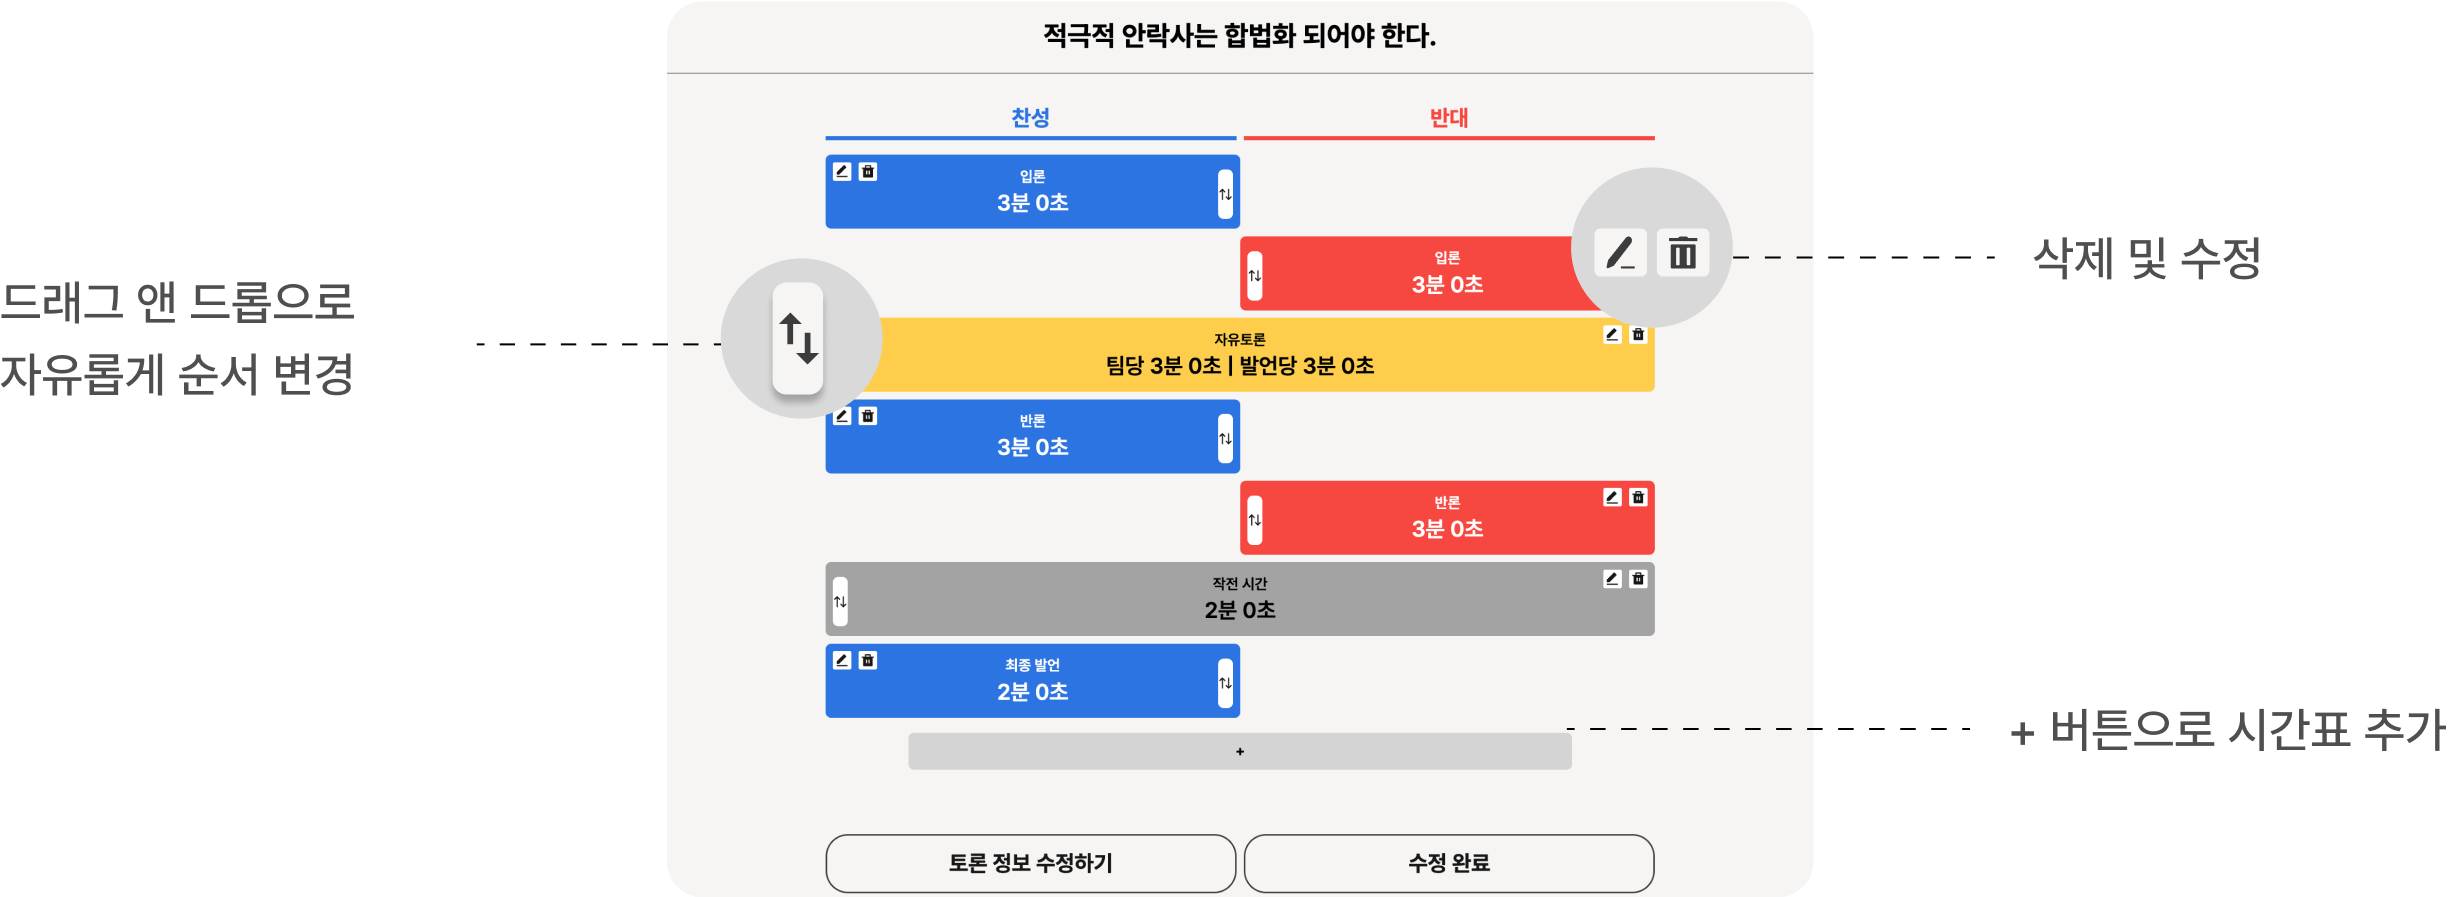 적극적 안락사는 합법화 되어야 한다.
찬성
반대
입론
3분 0초
입론
3분 0초
삭제 및 수정
드래그 앤 드롭으로
자유롭게 순서 변경
자유토론
팀당 3분 0초 | 발언당 3분 0초
반론
3분 0초
반론
3분 0초
작전 시간
2분 0초
최종 발언
2분 0초
+ 버튼으로 시간표 추가
+
토론 정보 수정하기
수정 완료